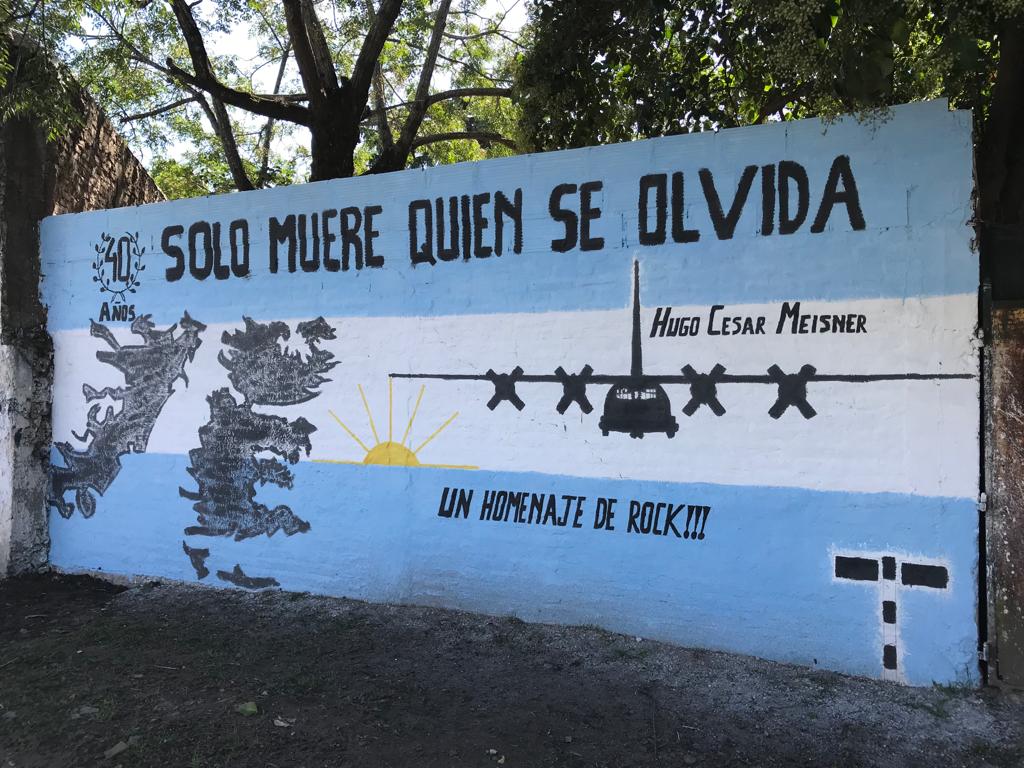 SOLO MUERE QUIEN SE OLVIDA
40
AÑOS
HUGO CESAR MEISNER
UN HOMENAJE DE ROCK!!!